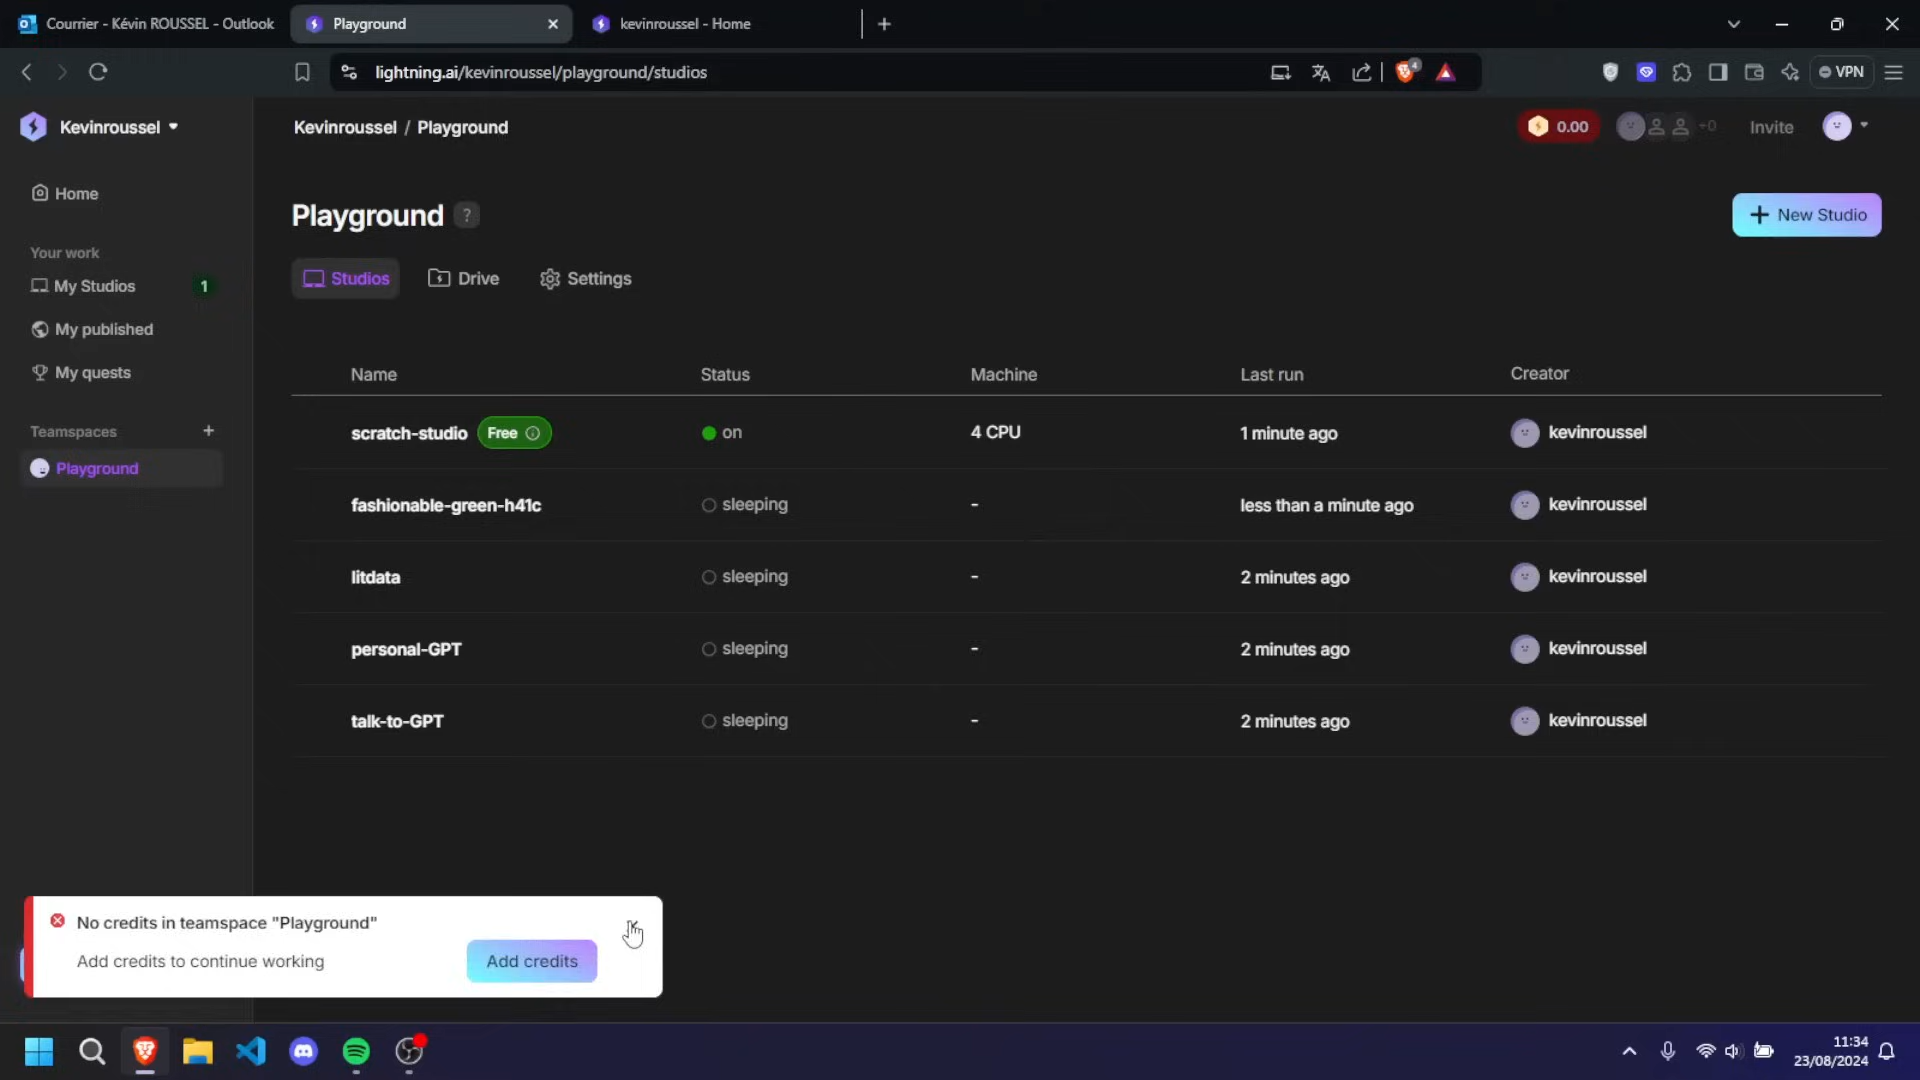 Courrier - Kévin ROUSSEL - Outlook
Playground
kevinroussel - Home
lightning.ai/kevinroussel/playground/studios
4
VPN
Kevinroussel
Kevinroussel / Playground
0.00
+0
Invite
Home
Playground ?
+ New Studio
Your work
My Studios 1
My published
My quests
Teamspaces +
Playground
Studios
Drive
Settings
Name Status Machine Last run Creator
scratch-studio Free on 4 CPU 1 minute ago kevinroussel
fashionable-green-h41c sleeping - less than a minute ago kevinroussel
litdata sleeping - 2 minutes ago kevinroussel
personal-GPT sleeping - 2 minutes ago kevinroussel
talk-to-GPT sleeping - 2 minutes ago kevinroussel
No credits in teamspace "Playground"
Add credits to continue working
Add credits
11:34
23/08/2024